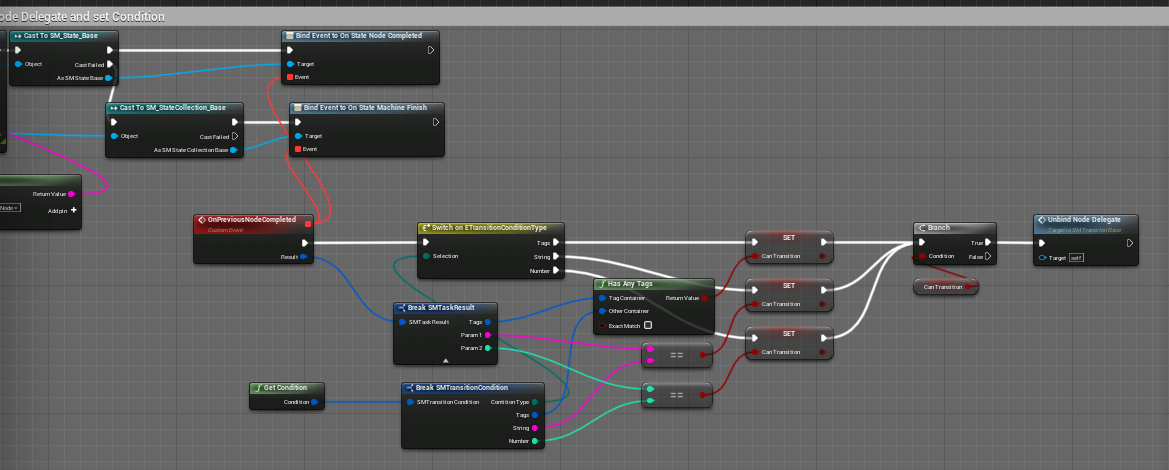 ode Delegate and set Condition
Cast To SM_State_Base
Object
Cast Failed
As SM State Base
Bind Event to On State Node Completed
Target
Event
Cast To SM_StateCollection_Base
Object
Cast Failed
As SM State Collection Base
Bind Event to On State Machine Finish
Target
Event
Return Value
Node =
Add pin +
OnPreviousNodeCompleted
Custom Event
Result
Switch on ETransitionConditionType
Selection
Tags
String
Number
Has Any Tags
Tag Container
Return Value
Other Container
Exact Match
Break SMTaskResult
SMTask Result
Tags
Param 1
Param 2
Get Condition
Condition
Break SMTransitionCondition
SMTransition Condition
Contition Type
Tags
String
Number
==
==
SET
Can Transition
SET
Can Transition
SET
Can Transition
Branch
True
Condition
False
Can Transition
Unbind Node Delegate
Target is SM Transition Base
Target
self